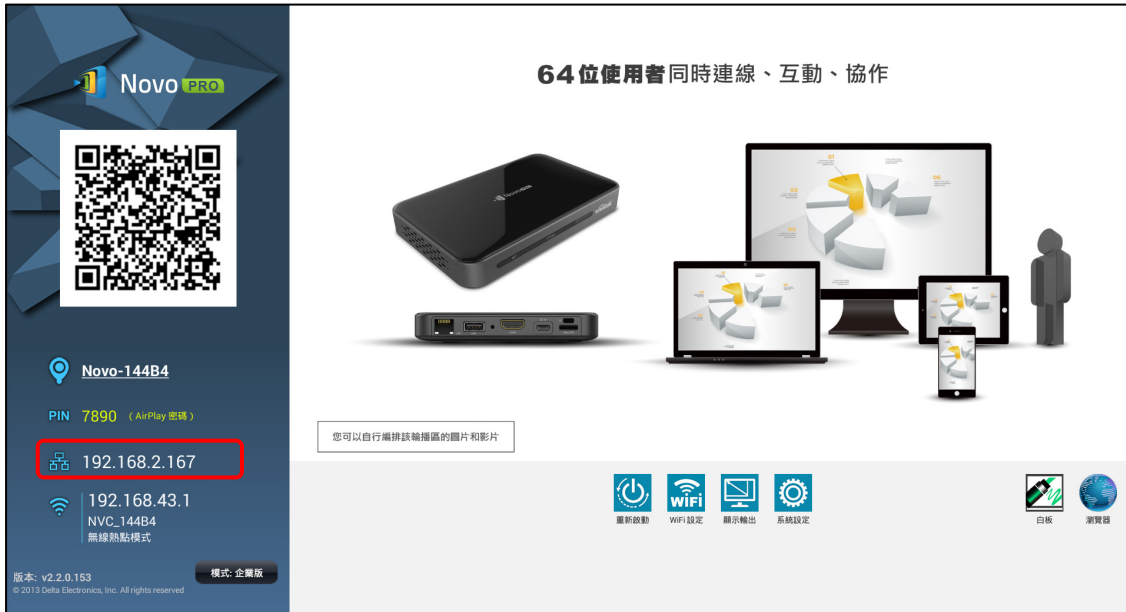 Novo PRO
Novo-144B4
PIN 7890 （AirPlay 密碼）
192.168.2.167
192.168.43.1
NVC_144B4
無線熱點模式
版本: v2.2.0.153
模式: 企業版
© 2013 Delta Electronics, Inc. All rights reserved
64位使用者同時連線、互動、協作
您可以自行編排該輪播區的圖片和影片
WiFi
重新啟動
WiFi 設定
顯示輸出
系統設定
白板
瀏覽器